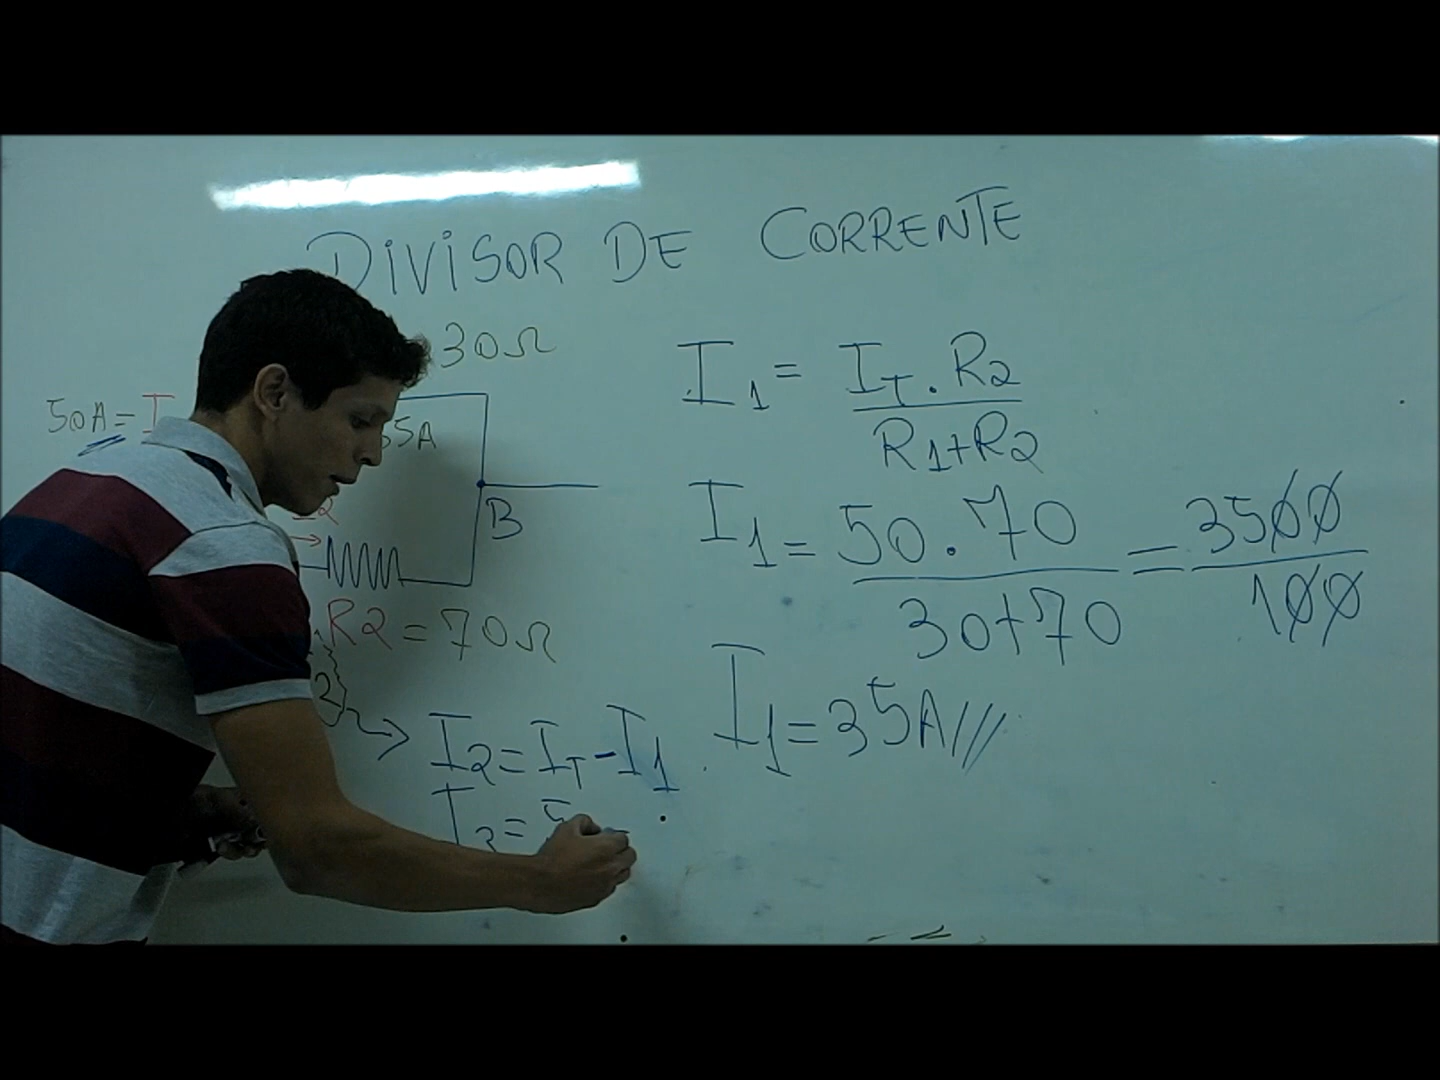 DIVISOR DE CORRENTE
30Ω
50A = I
35A
B
R2 = 70Ω
I2 = IT - I1
I2 =
I1 = IT . R2
R1 + R2
I1 = 50 . 70 = 3500
30 + 70 100
I1 = 35A